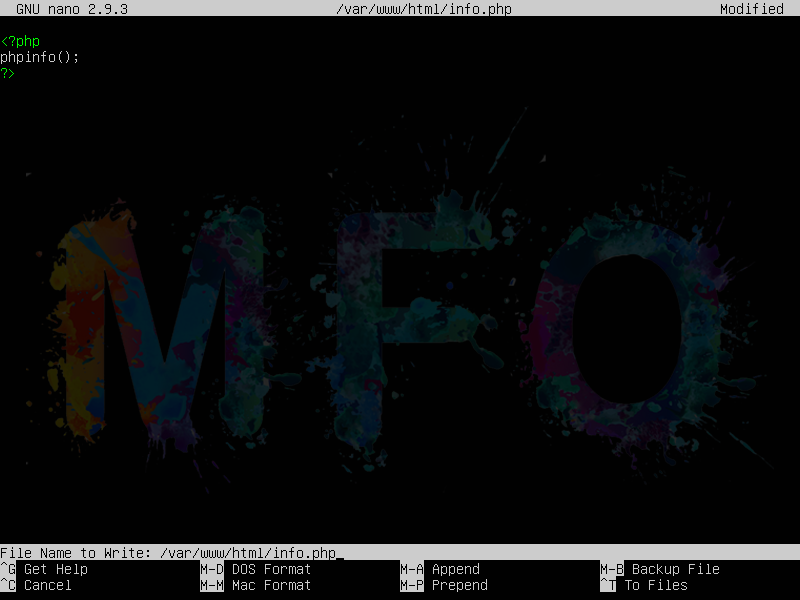 GNU nano 2.9.3 /var/www/html/info.php Modified
<?php
phpinfo();
?>
MFO
File Name to Write: /var/www/html/info.php
^G Get Help M-D DOS Format M-A Append M-B Backup File
^C Cancel M-M Mac Format M-P Prepend ^T To Files